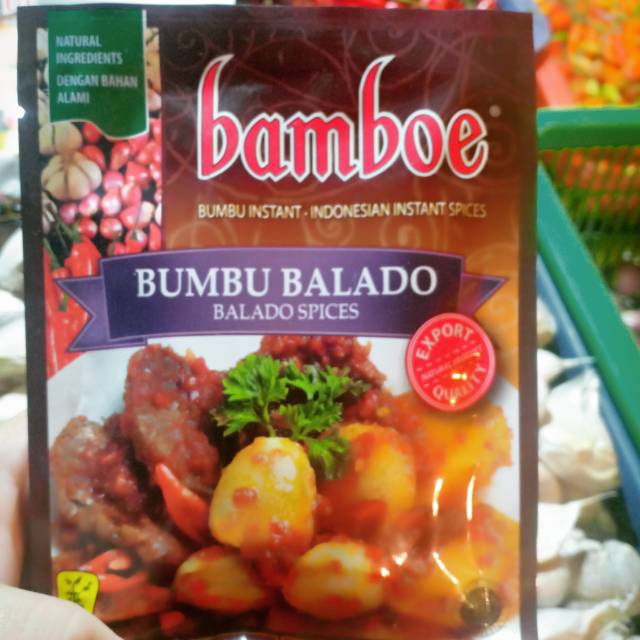 NATURAL
INGREDIENTS
DENGAN BAHAN
ALAMI
bamboe
BUMBU INSTANT · INDONESIAN INSTANT SPICES
BUMBU BALADO
BALADO SPICES
EXPORT
QUALITY